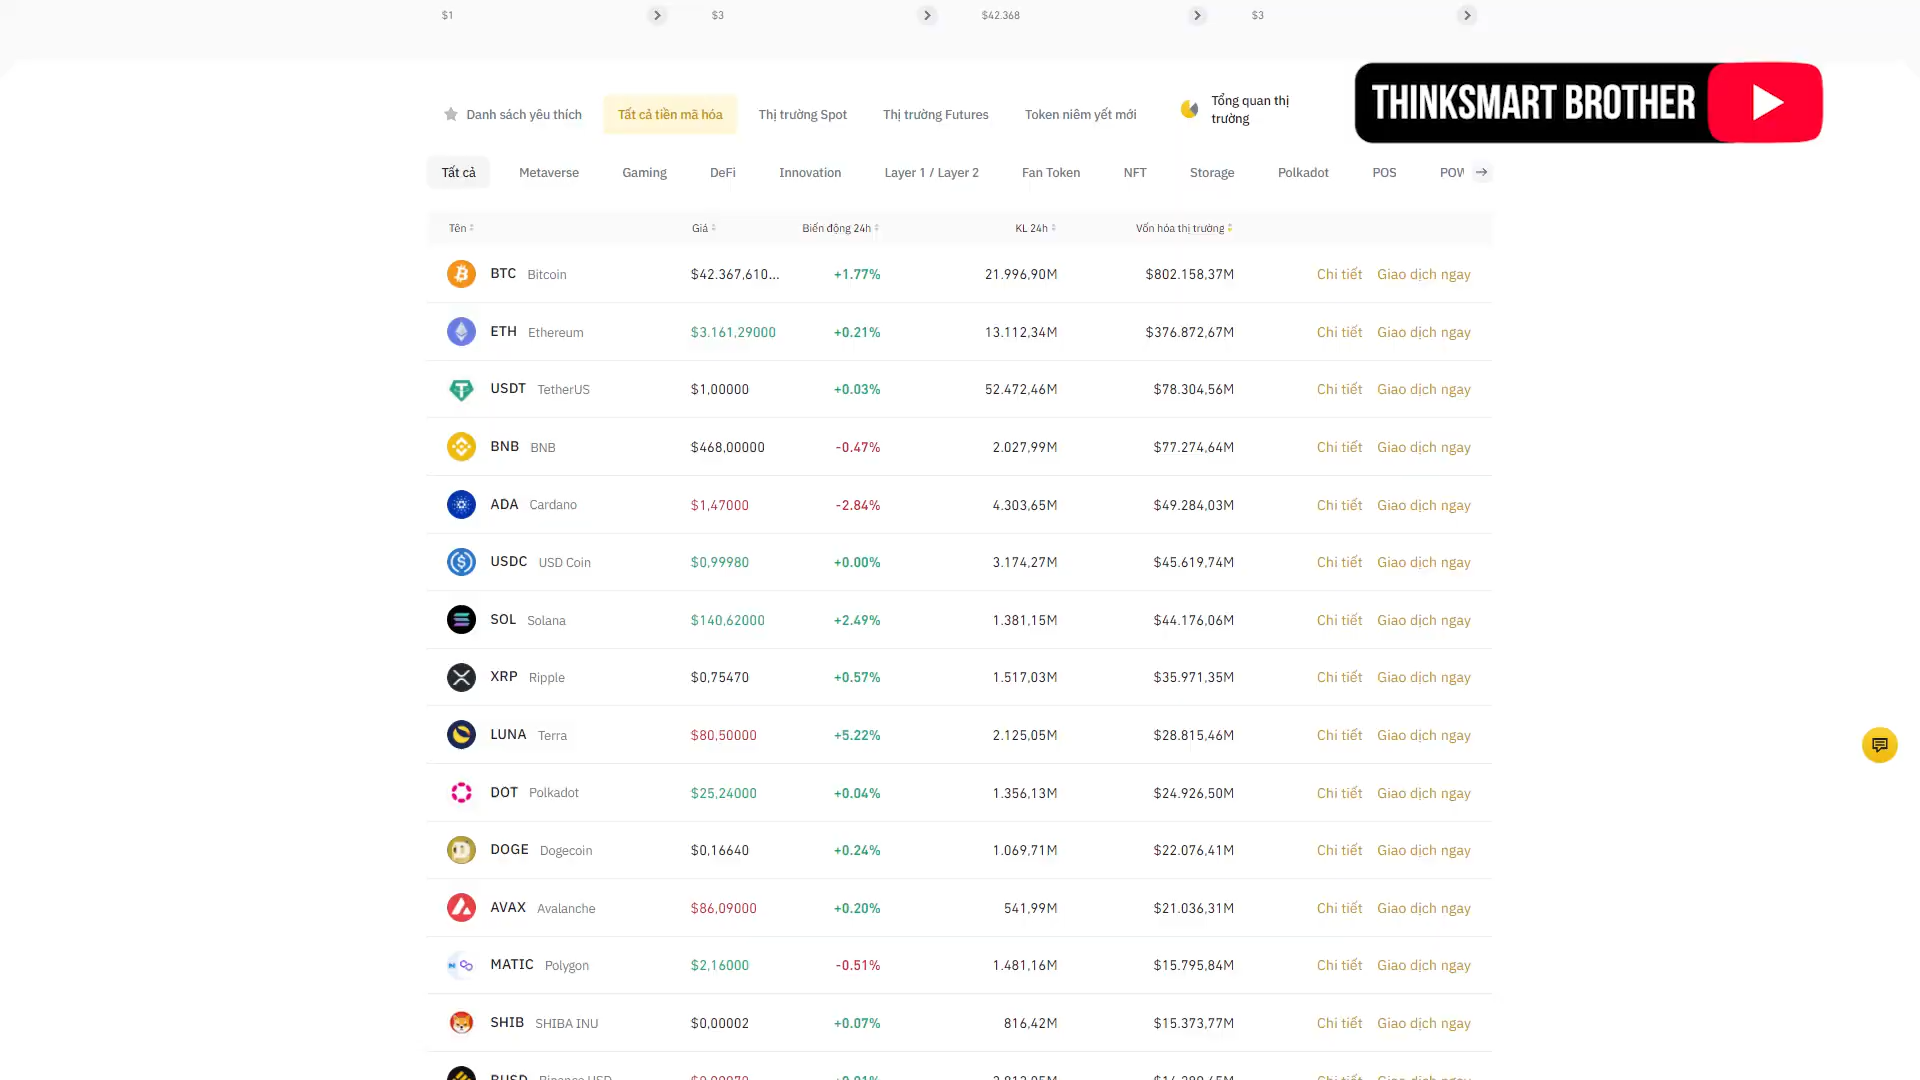 $1 $3 $42.368 $3
THINKSMART BROTHER
Danh sách yêu thích Tất cả tiền mã hóa Thị trường Spot Thị trường Futures Token niêm yết mới Tổng quan thị
trường
Tất cả Metaverse Gaming DeFi Innovation Layer 1 / Layer 2 Fan Token NFT Storage Polkadot POS POW
Tên Giá Biến động 24h KL 24h Vốn hóa thị trường
BTC Bitcoin $42.367,610... +1.77% 21.996,90M $802.158,37M Chi tiết Giao dịch ngay
ETH Ethereum $3.161,29000 +0.21% 13.112,34M $376.872,67M Chi tiết Giao dịch ngay
USDT TetherUS $1,00000 +0.03% 52.472,46M $78.304,56M Chi tiết Giao dịch ngay
BNB BNB $468,00000 -0.47% 2.027,99M $77.274,64M Chi tiết Giao dịch ngay
ADA Cardano $1,47000 -2.84% 4.303,65M $49.284,03M Chi tiết Giao dịch ngay
USDC USD Coin $0,99980 +0.00% 3.174,27M $45.619,74M Chi tiết Giao dịch ngay
SOL Solana $140,62000 +2.49% 1.381,15M $44.176,06M Chi tiết Giao dịch ngay
XRP Ripple $0,75470 +0.57% 1.517,03M $35.971,35M Chi tiết Giao dịch ngay
LUNA Terra $80,50000 +5.22% 2.125,05M $28.815,46M Chi tiết Giao dịch ngay
DOT Polkadot $25,24000 +0.04% 1.356,13M $24.926,50M Chi tiết Giao dịch ngay
DOGE Dogecoin $0,16640 +0.24% 1.069,71M $22.076,41M Chi tiết Giao dịch ngay
AVAX Avalanche $86,09000 +0.20% 541,99M $21.036,31M Chi tiết Giao dịch ngay
MATIC Polygon $2,16000 -0.51% 1.481,16M $15.795,84M Chi tiết Giao dịch ngay
SHIB SHIBA INU $0,00002 +0.07% 816,42M $15.373,77M Chi tiết Giao dịch ngay
BUSD Binance USD